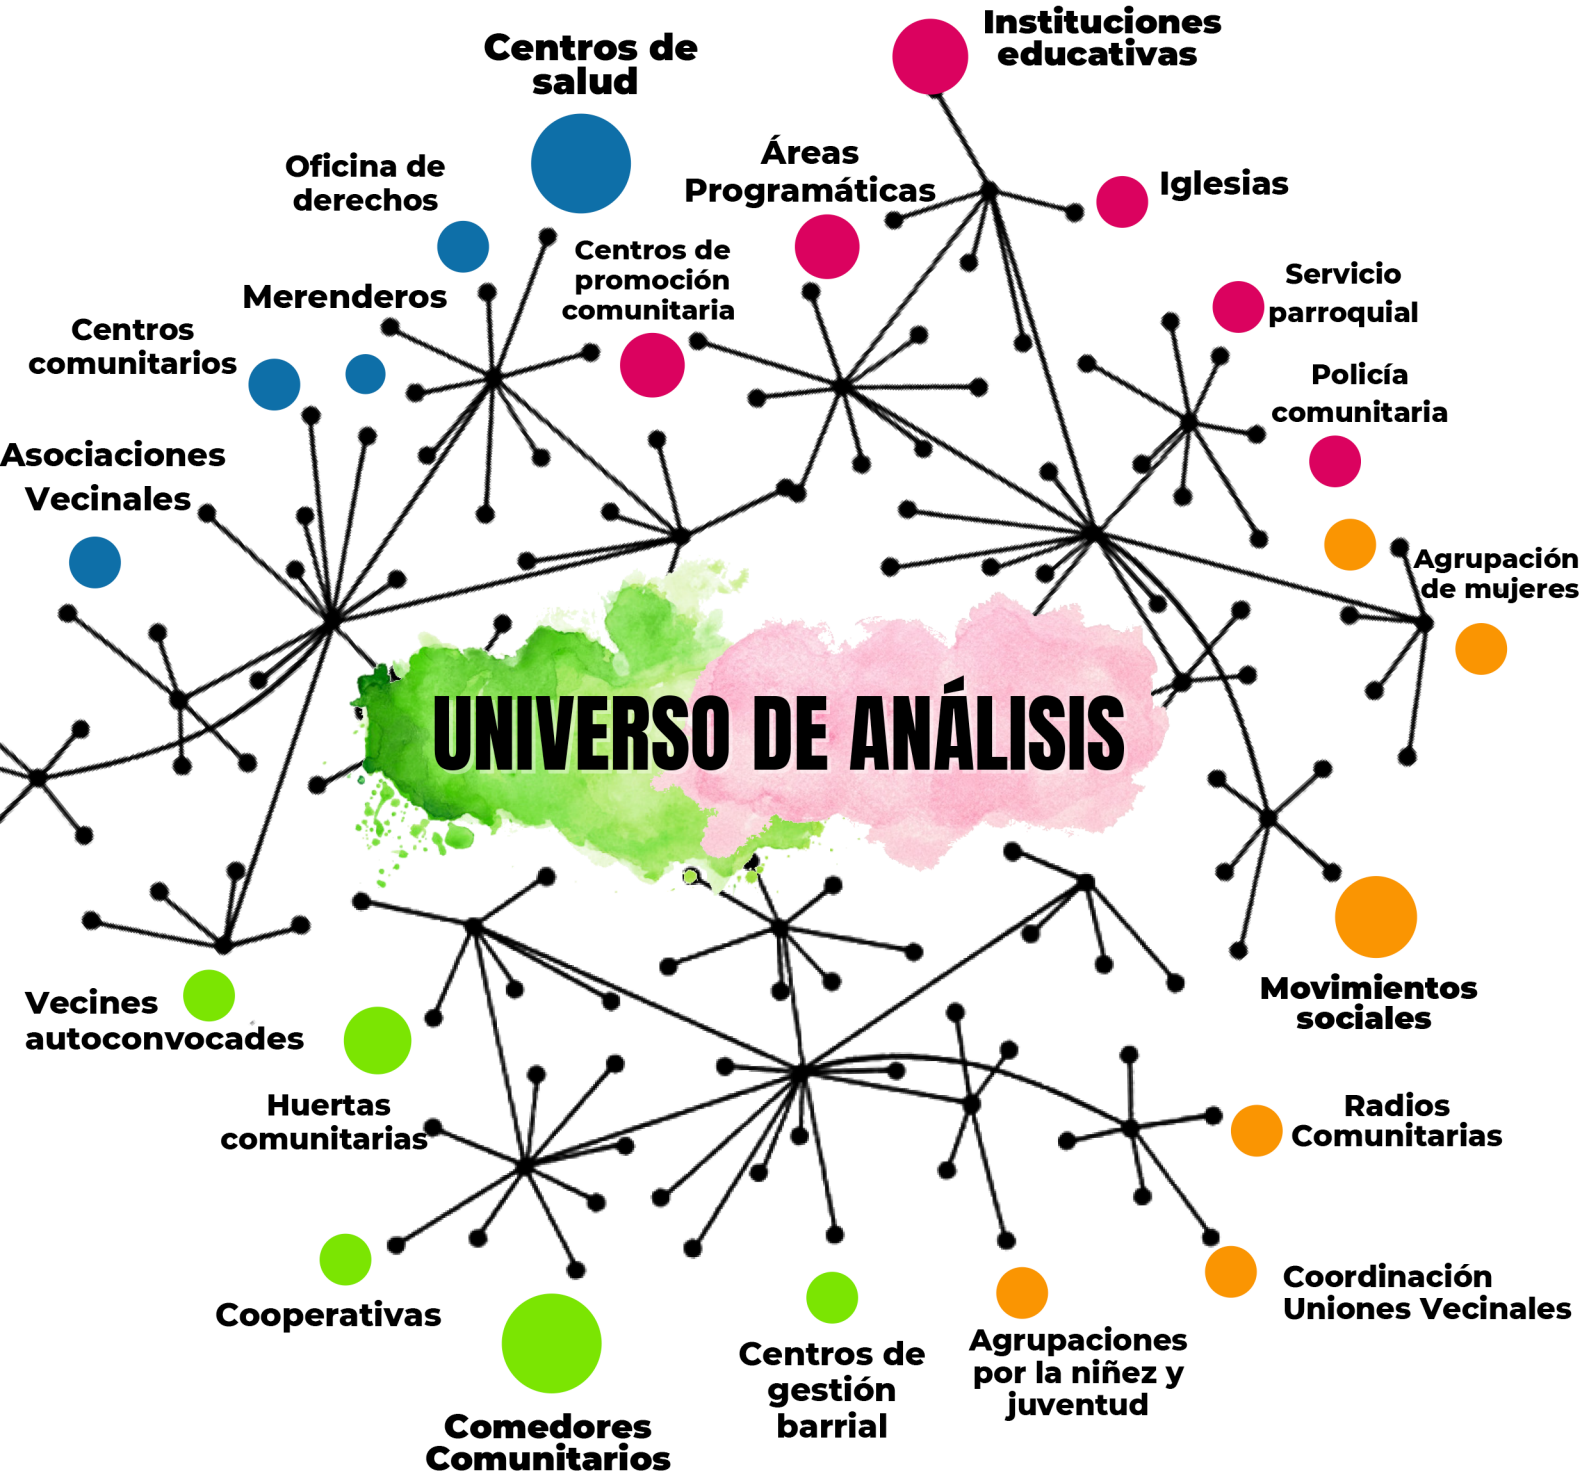 Instituciones
educativas
Centros de
salud
Áreas
Programáticas
Oficina de
derechos
Iglesias
Centros de
promoción
comunitaria
Servicio
parroquial
Merenderos
Centros
comunitarios
Policía
comunitaria
Asociaciones
Vecinales
Agrupación
de mujeres
UNIVERSO DE ANÁLISIS
Movimientos
sociales
Vecines
autoconvocades
Huertas
comunitarias
Radios
Comunitarias
Cooperativas
Coordinación
Uniones Vecinales
Centros de
gestión
barrial
Agrupaciones
por la niñez y
juventud
Comedores
Comunitarios